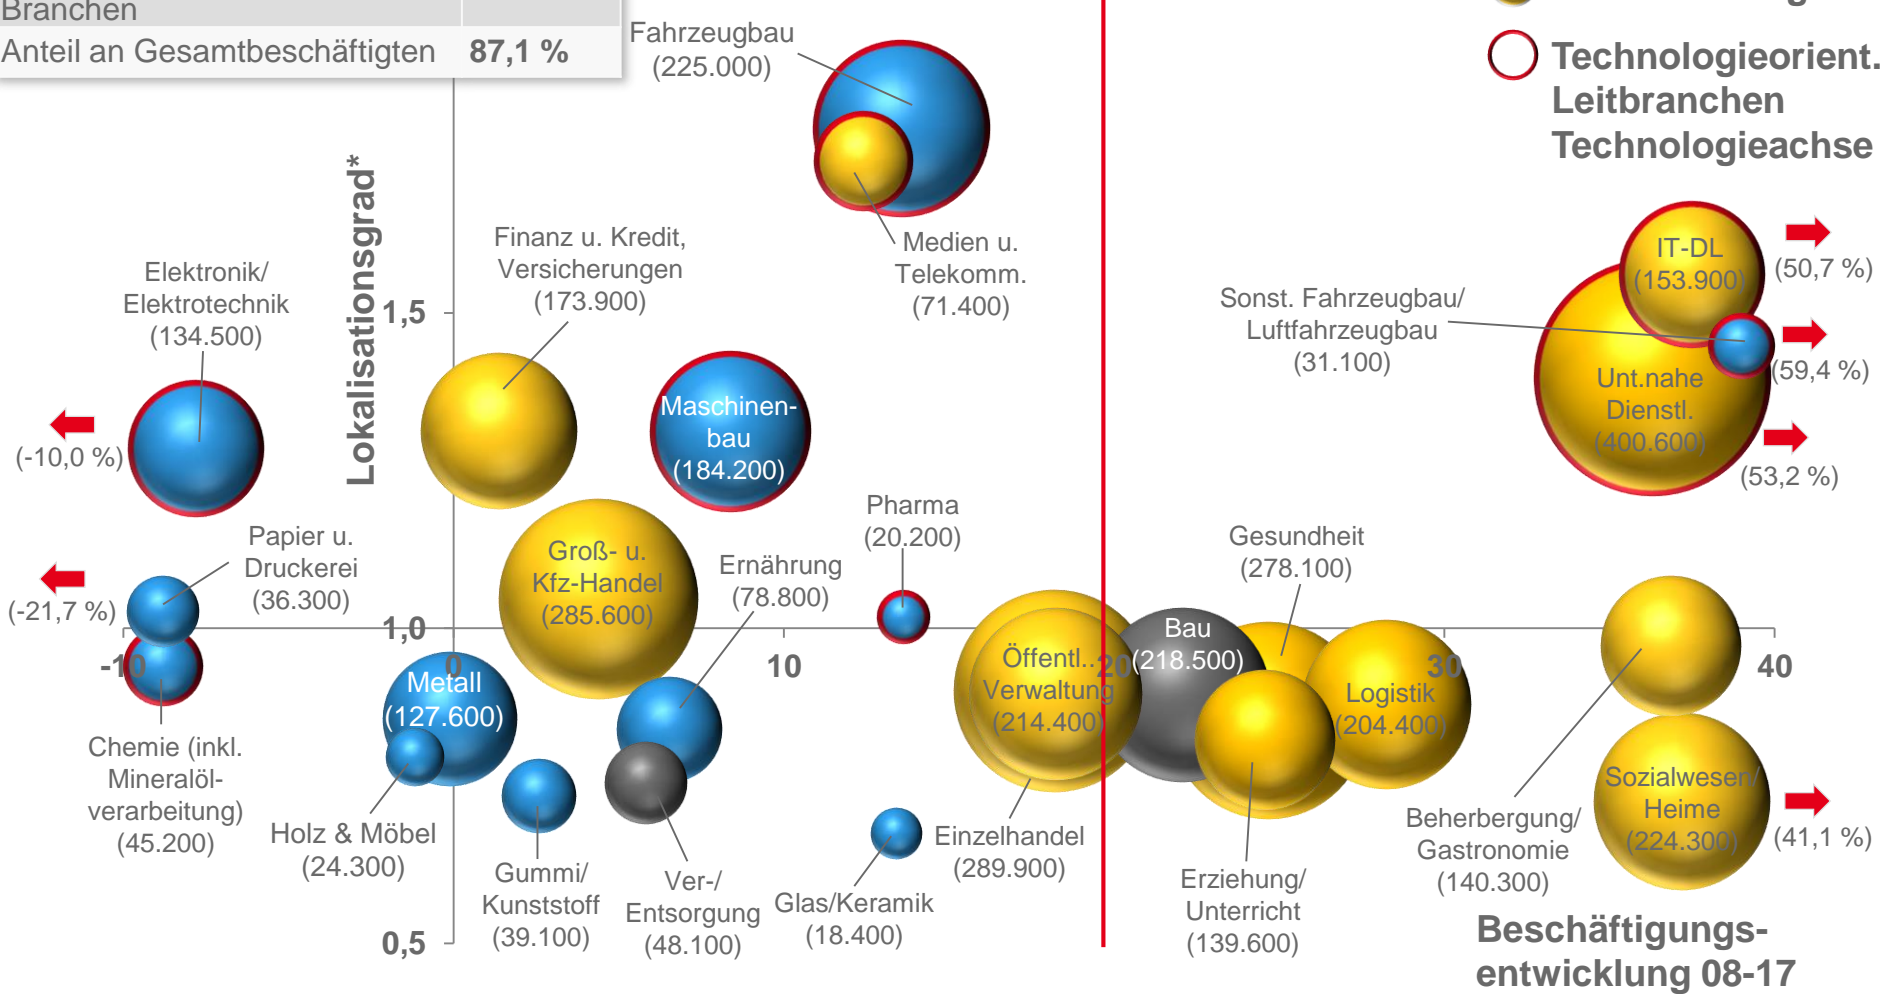 Branchen
Anteil an Gesamtbeschäftigten 87,1 %
Technologieorient.
Leitbranchen
Technologieachse
Fahrzeugbau
(225.000)
Lokalisationsgrad*
Medien u.
Telekomm.
(71.400)
Finanz u. Kredit,
Versicherungen
(173.900)
Elektronik/
Elektrotechnik
(134.500)
(-10,0 %)
1,5
Maschinen-
bau
(184.200)
Sonst. Fahrzeugbau/
Luftfahrzeugbau
(31.100)
IT-DL
(153.900)
(50,7 %)
(59,4 %)
Unt.nahe
Dienstl.
(400.600)
(53,2 %)
Papier u.
Druckerei
(36.300)
(-21,7 %)
Groß- u.
Kfz-Handel
(285.600)
Ernährung
(78.800)
Pharma
(20.200)
Gesundheit
(278.100)
1,0
-10
0
10
20
30
40
Metall
(127.600)
Öffentl..
Verwaltung
(214.400)
Bau
(218.500)
Logistik
(204.400)
Chemie (inkl.
Mineralöl-
verarbeitung)
(45.200)
Holz & Möbel
(24.300)
Gummi/
Kunststoff
(39.100)
Ver-/
Entsorgung
(48.100)
Glas/Keramik
(18.400)
Einzelhandel
(289.900)
Erziehung/
Unterricht
(139.600)
Beherbergung/
Gastronomie
(140.300)
Sozialwesen/
Heime
(224.300)
(41,1 %)
0,5
Beschäftigungs-
entwicklung 08-17